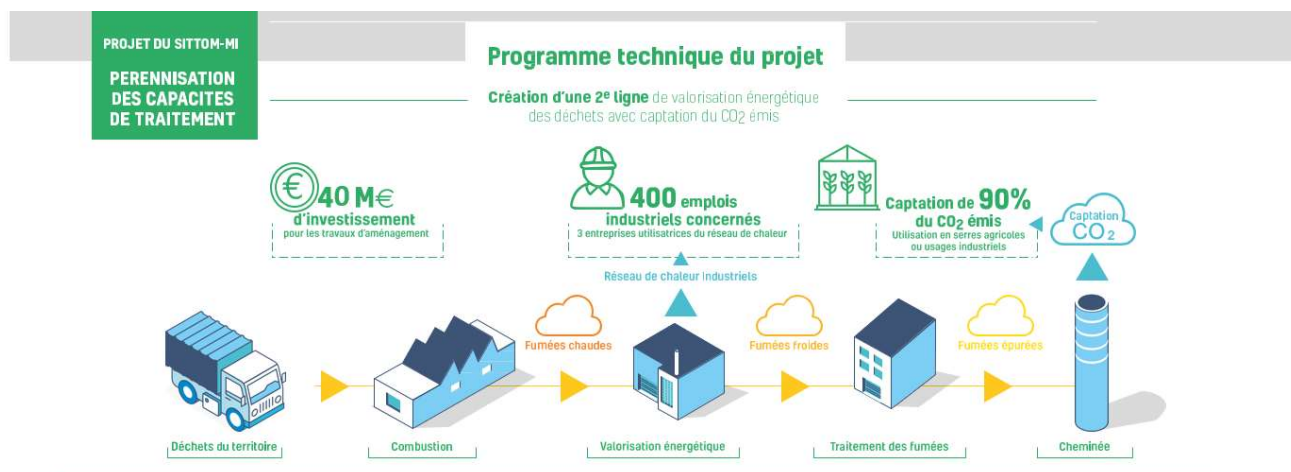 PROJET DU SITTOM-MI
PERENNISATION
DES CAPACITES
DE TRAITEMENT
Programme technique du projet
Création d'une 2e ligne de valorisation énergétique
des déchets avec captation du CO2 émis
€
40 M€
d'investissement
pour les travaux d'aménagement
400 emplois
industriels concernés
3 entreprises utilisatrices du réseau de chaleur
Captation de 90%
du CO2 émis
Utilisation en serres agricoles
ou usages industriels
Captation
CO2
Réseau de chaleur Industriels
Fumées chaudes
Fumées froides
Fumées épurées
Déchets du territoire
Combustion
Valorisation énergétique
Traitement des fumées
Cheminée